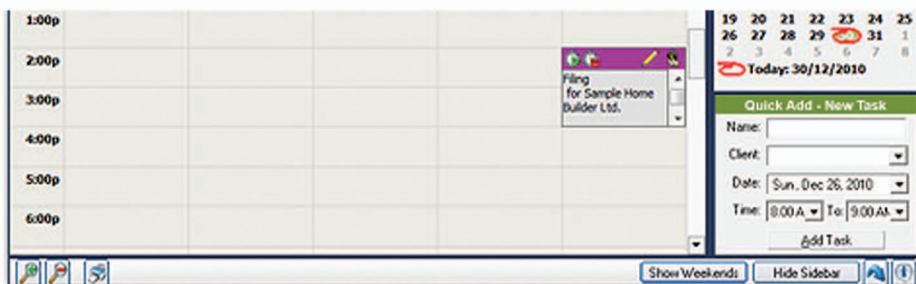 1:00p
2:00p
3:00p
4:00p
5:00p
6:00p
Filing
for Sample Home
Builder Ltd.
19 20 21 22 23 24 25
26 27 28 29 30 31 1
2 3 4 5 6 7 8
Today: 30/12/2010
Quick Add - New Task
Name:
Client:
Date: Sun, Dec 26, 2010
Time: 8:00 A To: 9:00 AM
Add Task
Show Weekends Hide Sidebar